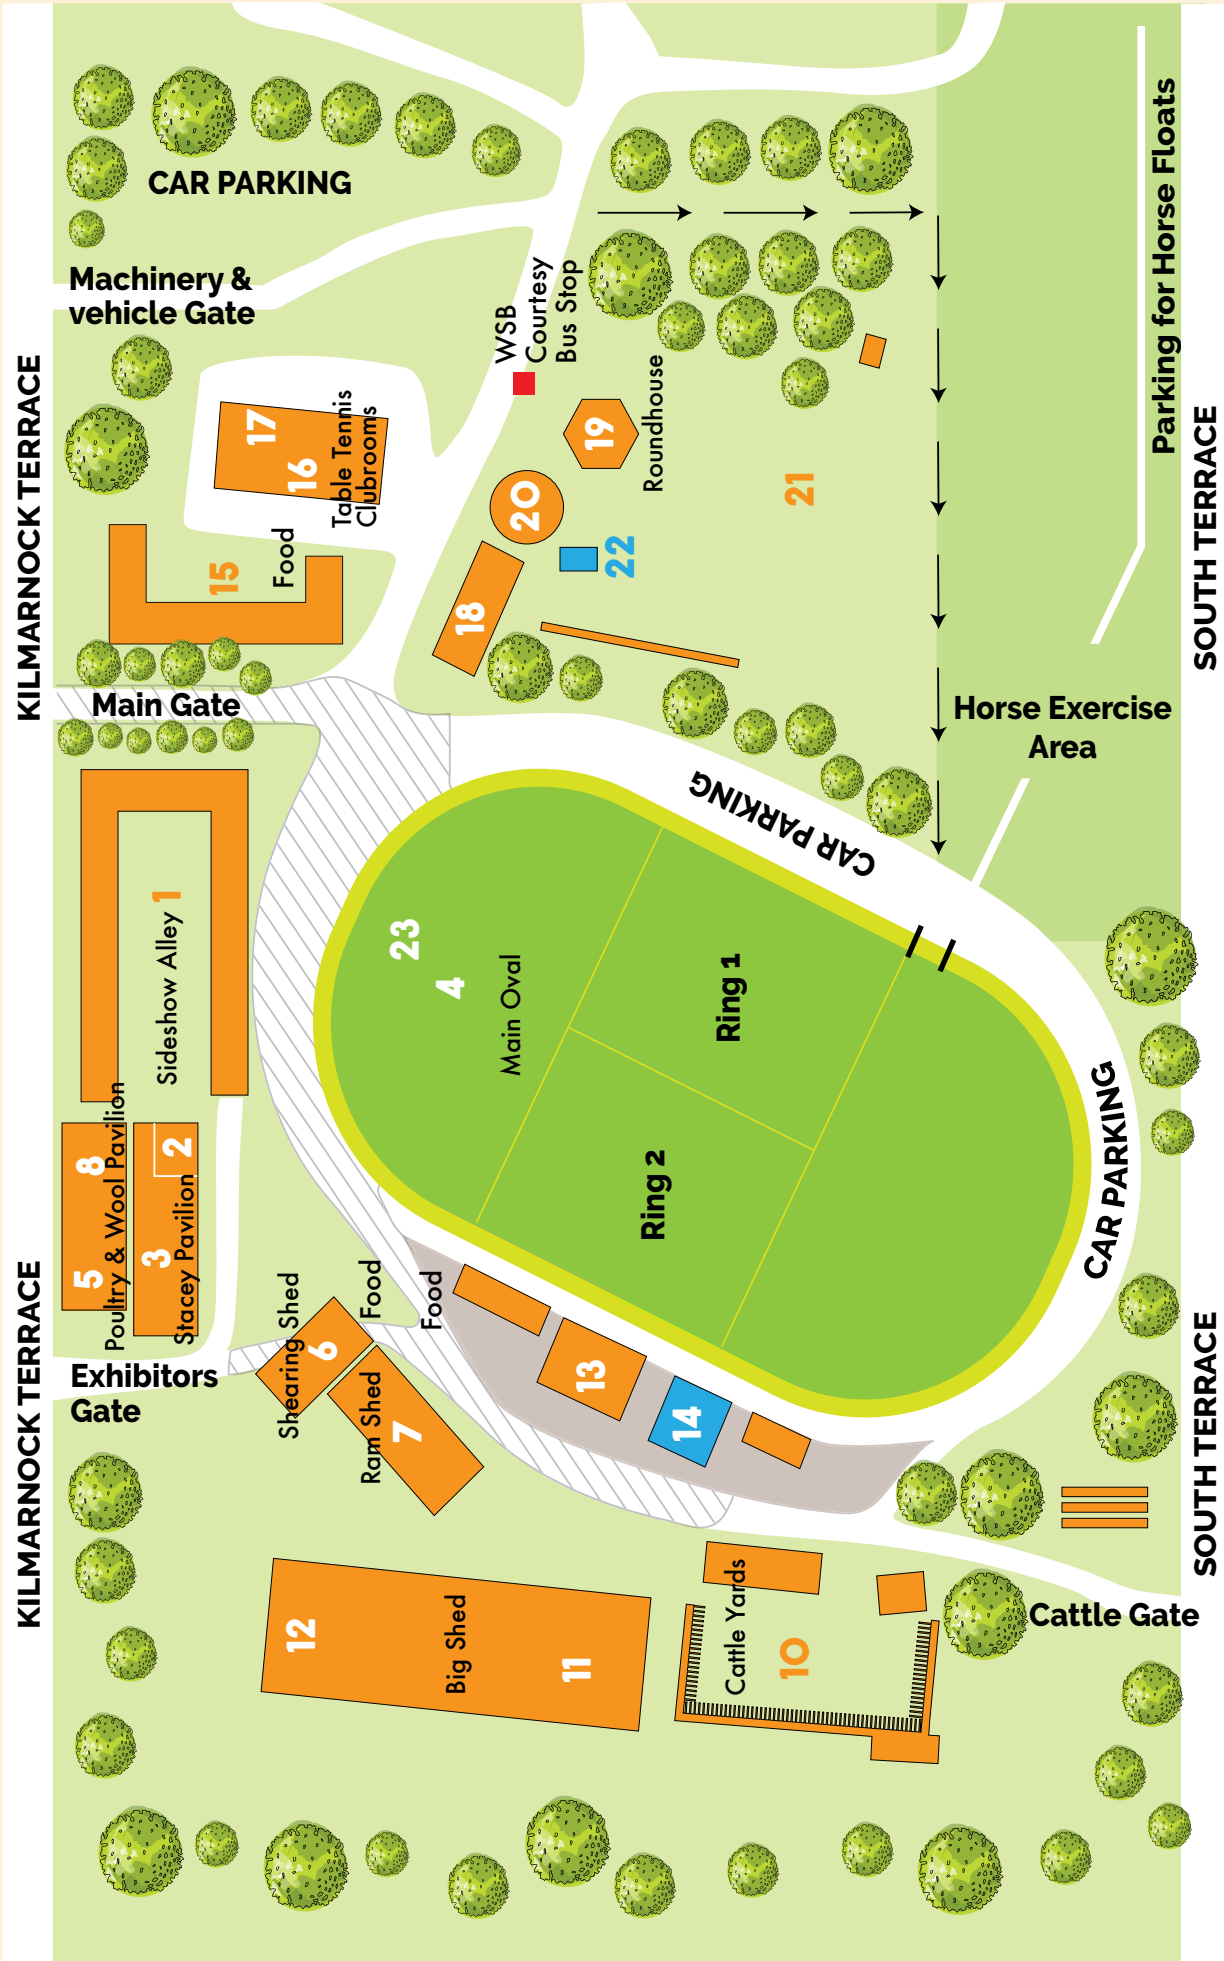 CAR PARKING
Machinery &
vehicle Gate
Parking for Horse Floats
KILMARNOCK TERRACE
SOUTH TERRACE
WSB
Courtesy
Bus Stop
17
16
Table Tennis
Clubrooms
19
Roundhouse
20
21
22
15
Food
18
Main Gate
Horse Exercise
Area
CAR PARKING
Sideshow Alley 1
23
4
Main Oval
Ring 1
Ring 2
8
5
Poultry & Wool Pavilion
2
3
Stacey Pavilion
CAR PARKING
KILMARNOCK TERRACE
SOUTH TERRACE
Exhibitors
Gate
Shearing Shed
6
Food
Food
Ram Shed
7
13
14
12
Big Shed
11
Cattle Yards
10
Cattle Gate